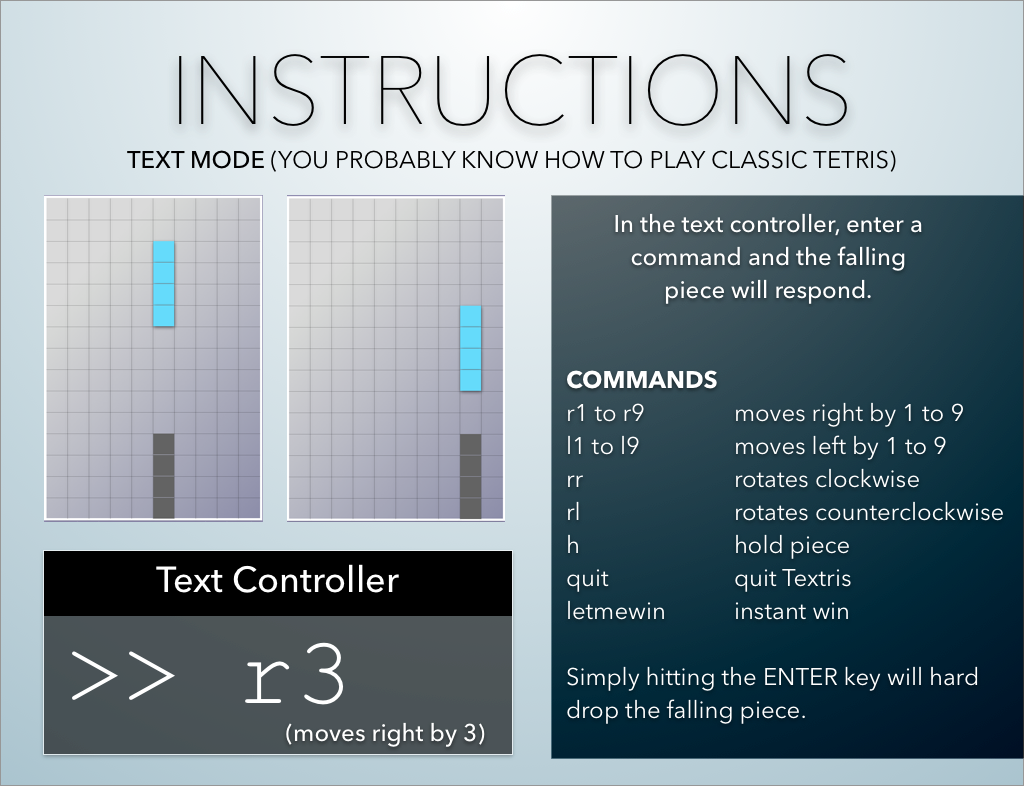 INSTRUCTIONS
TEXT MODE (YOU PROBABLY KNOW HOW TO PLAY CLASSIC TETRIS)
In the text controller, enter a
command and the falling
piece will respond.
COMMANDS
r1 to r9 moves right by 1 to 9
l1 to l9 moves left by 1 to 9
rr rotates clockwise
rl rotates counterclockwise
h hold piece
quit quit Textris
letmewin instant win
Simply hitting the ENTER key will hard
drop the falling piece.
Text Controller
>> r3
(moves right by 3)